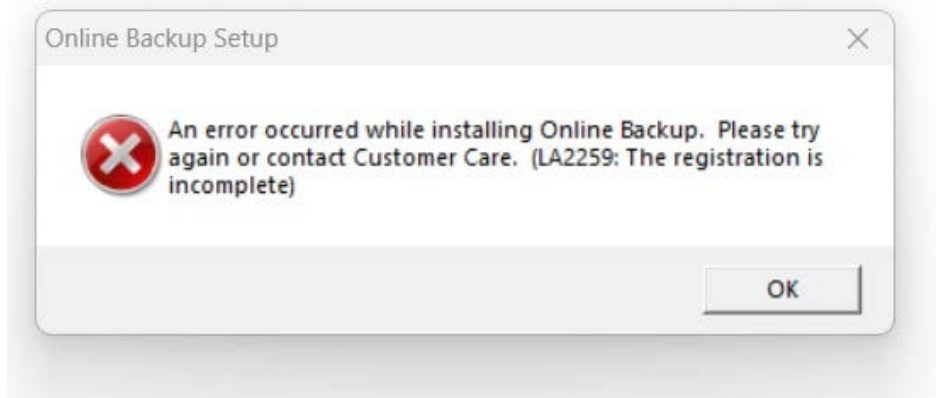 Online Backup Setup
An error occurred while installing Online Backup.  Please try
again or contact Customer Care.  (LA2259: The registration is
incomplete)
OK